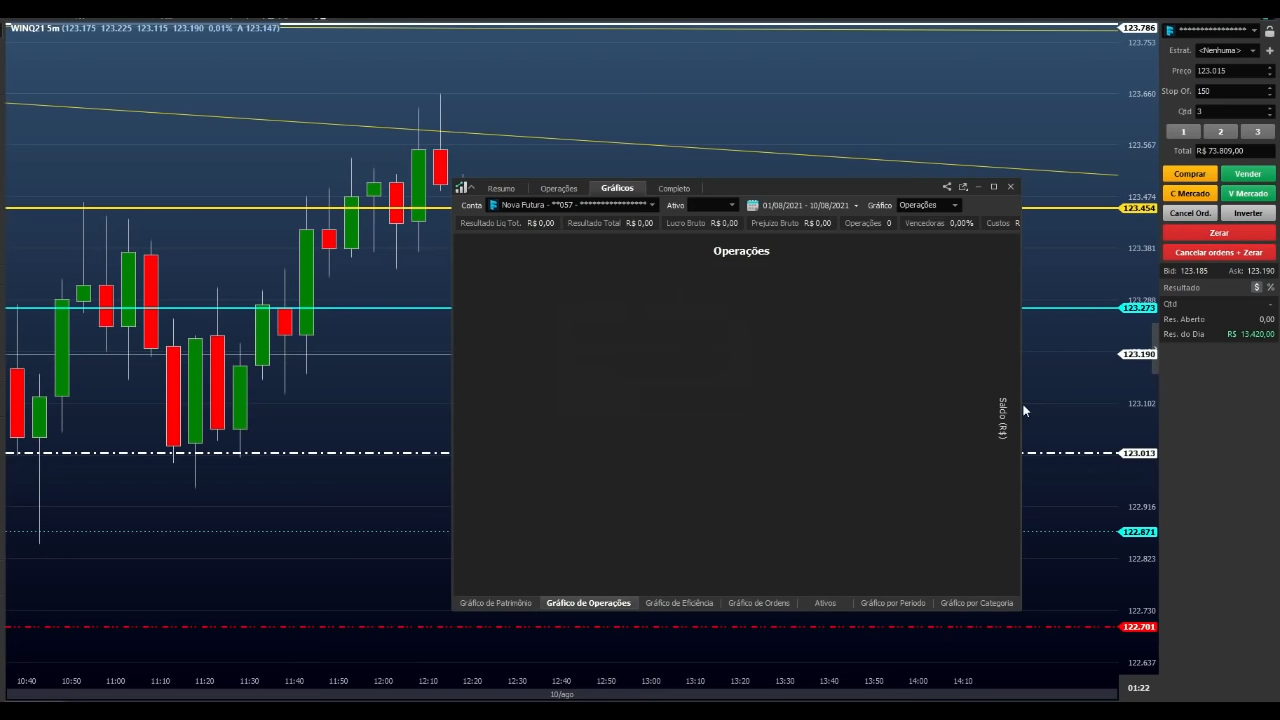 WINQ21 5m (123.175 123.225 123.115 123.190 0,01% A 123.147)
123.786
123.753
123.660
123.567
123.474
123.454
123.381
123.288
123.273
123.190
123.102
123.013
122.916
122.871
122.823
122.730
122.701
122.637
Resumo Operações Gráficos Completo
Conta Nova Futura - **057 - **************** Ativo 01/08/2021 - 10/08/2021 Gráfico Operações
Resultado Liq Tot. R$ 0,00 Resultado Total R$ 0,00 Lucro Bruto R$ 0,00 Prejuízo Bruto R$ 0,00 Operações 0 Vencedoras 0,00% Custos R
Operações
Saldo (R$)
Gráfico de Patrimônio Gráfico de Operações Gráfico de Eficiência Gráfico de Ordens Ativos Gráfico por Periodo Gráfico por Categoria
10:40 10:50 11:00 11:10 11:20 11:30 11:40 11:50 12:00 12:10 12:20 12:30 12:40 12:50 13:00 13:10 13:20 13:30 13:40 13:50 14:00 14:10
10/ago
01:22
****************
Estrat. <Nenhuma>
Preço 123.015
Stop Of. 150
Qtd 3
1 2 3
Total R$ 73.809,00
Comprar Vender
C Mercado V Mercado
Cancel Ord. Inverter
Zerar
Cancelar ordens + Zerar
Bid: 123.185 Ask: 123.190
Resultado $ %
Qtd -
Res. Aberto 0,00
Res. do Dia R$ 13.420,00